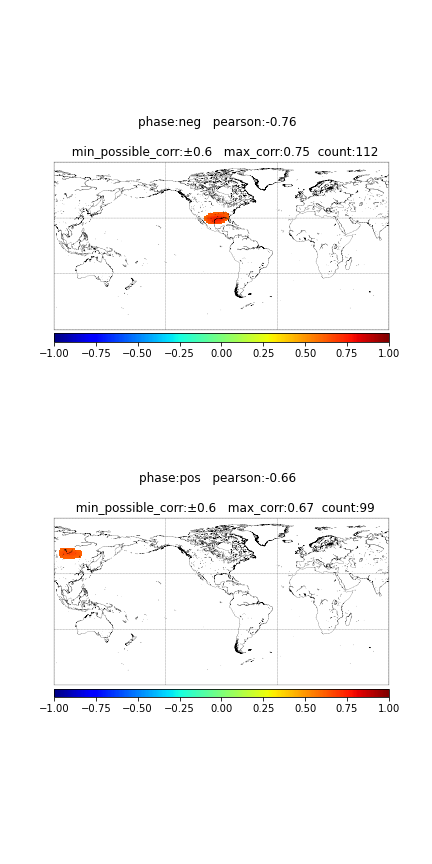 phase:neg   pearson:-0.76
min_possible_corr:±0.6   max_corr:0.75  count:112
−1.00 −0.75 −0.50 −0.25 0.00 0.25 0.50 0.75 1.00
phase:pos   pearson:-0.66
min_possible_corr:±0.6   max_corr:0.67  count:99
−1.00 −0.75 −0.50 −0.25 0.00 0.25 0.50 0.75 1.00